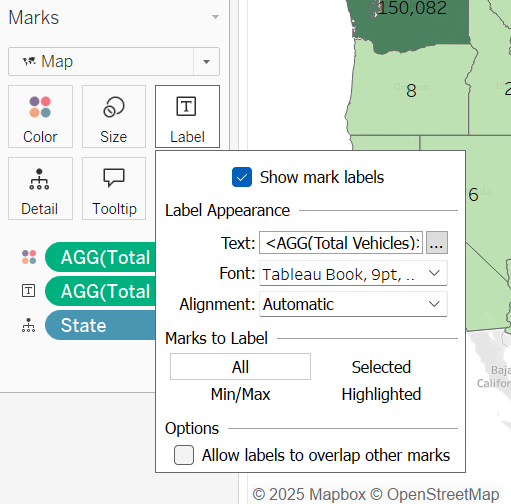 Marks
150,082
Map
Color
Size
Label
8
2
Detail
Tooltip
Show mark labels
Label Appearance
6
AGG(Total
Text:
<AGG(Total Vehicles):
...
Font:
Tableau Book, 9pt, ..
AGG(Total
T
Alignment:
Automatic
State
Marks to Label
All
Selected
Min/Max
Highlighted
Baja
Califor
Options
Allow labels to overlap other marks
© 2025 Mapbox © OpenStreetMap